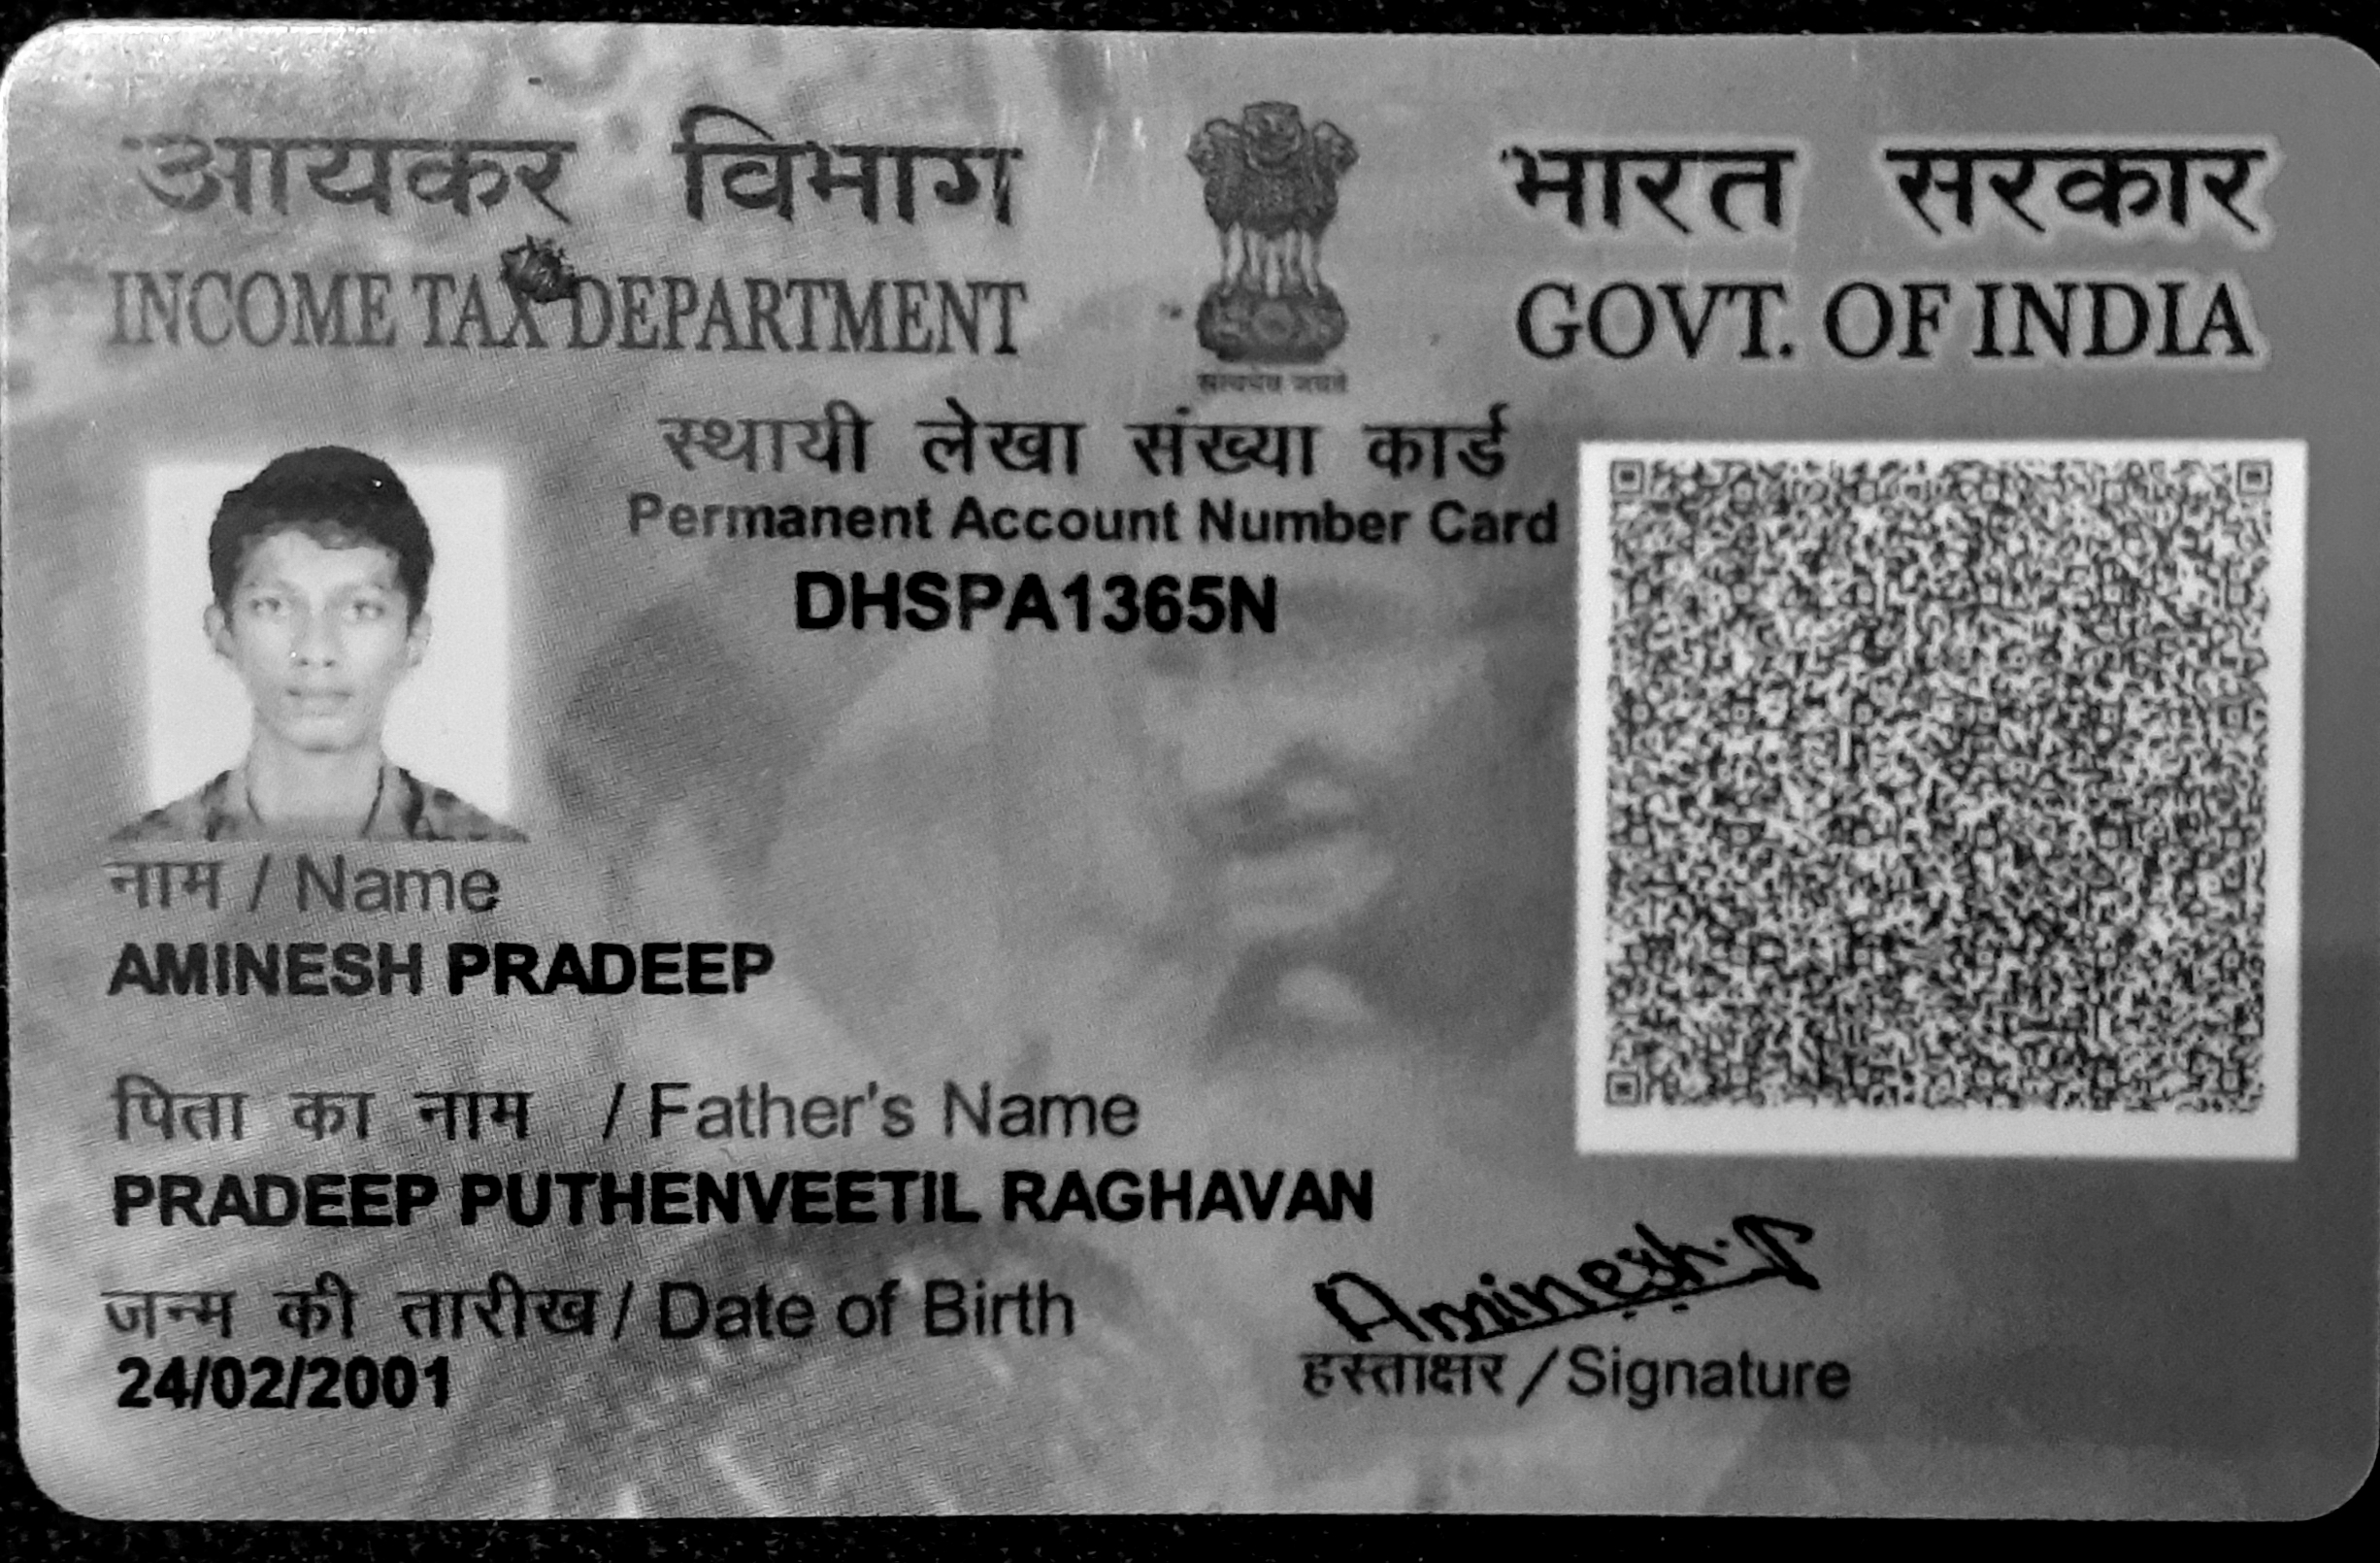 आयकर विभाग
INCOME TAX DEPARTMENT
सत्यमेव जयते
भारत सरकार
GOVT. OF INDIA
स्थायी लेखा संख्या कार्ड
Permanent Account Number Card
DHSPA1365N
नाम / Name
AMINESH PRADEEP
पिता का नाम / Father's Name
PRADEEP PUTHENVEETIL RAGHAVAN
जन्म की तारीख / Date of Birth
24/02/2001
Aminesh.P
हस्ताक्षर / Signature